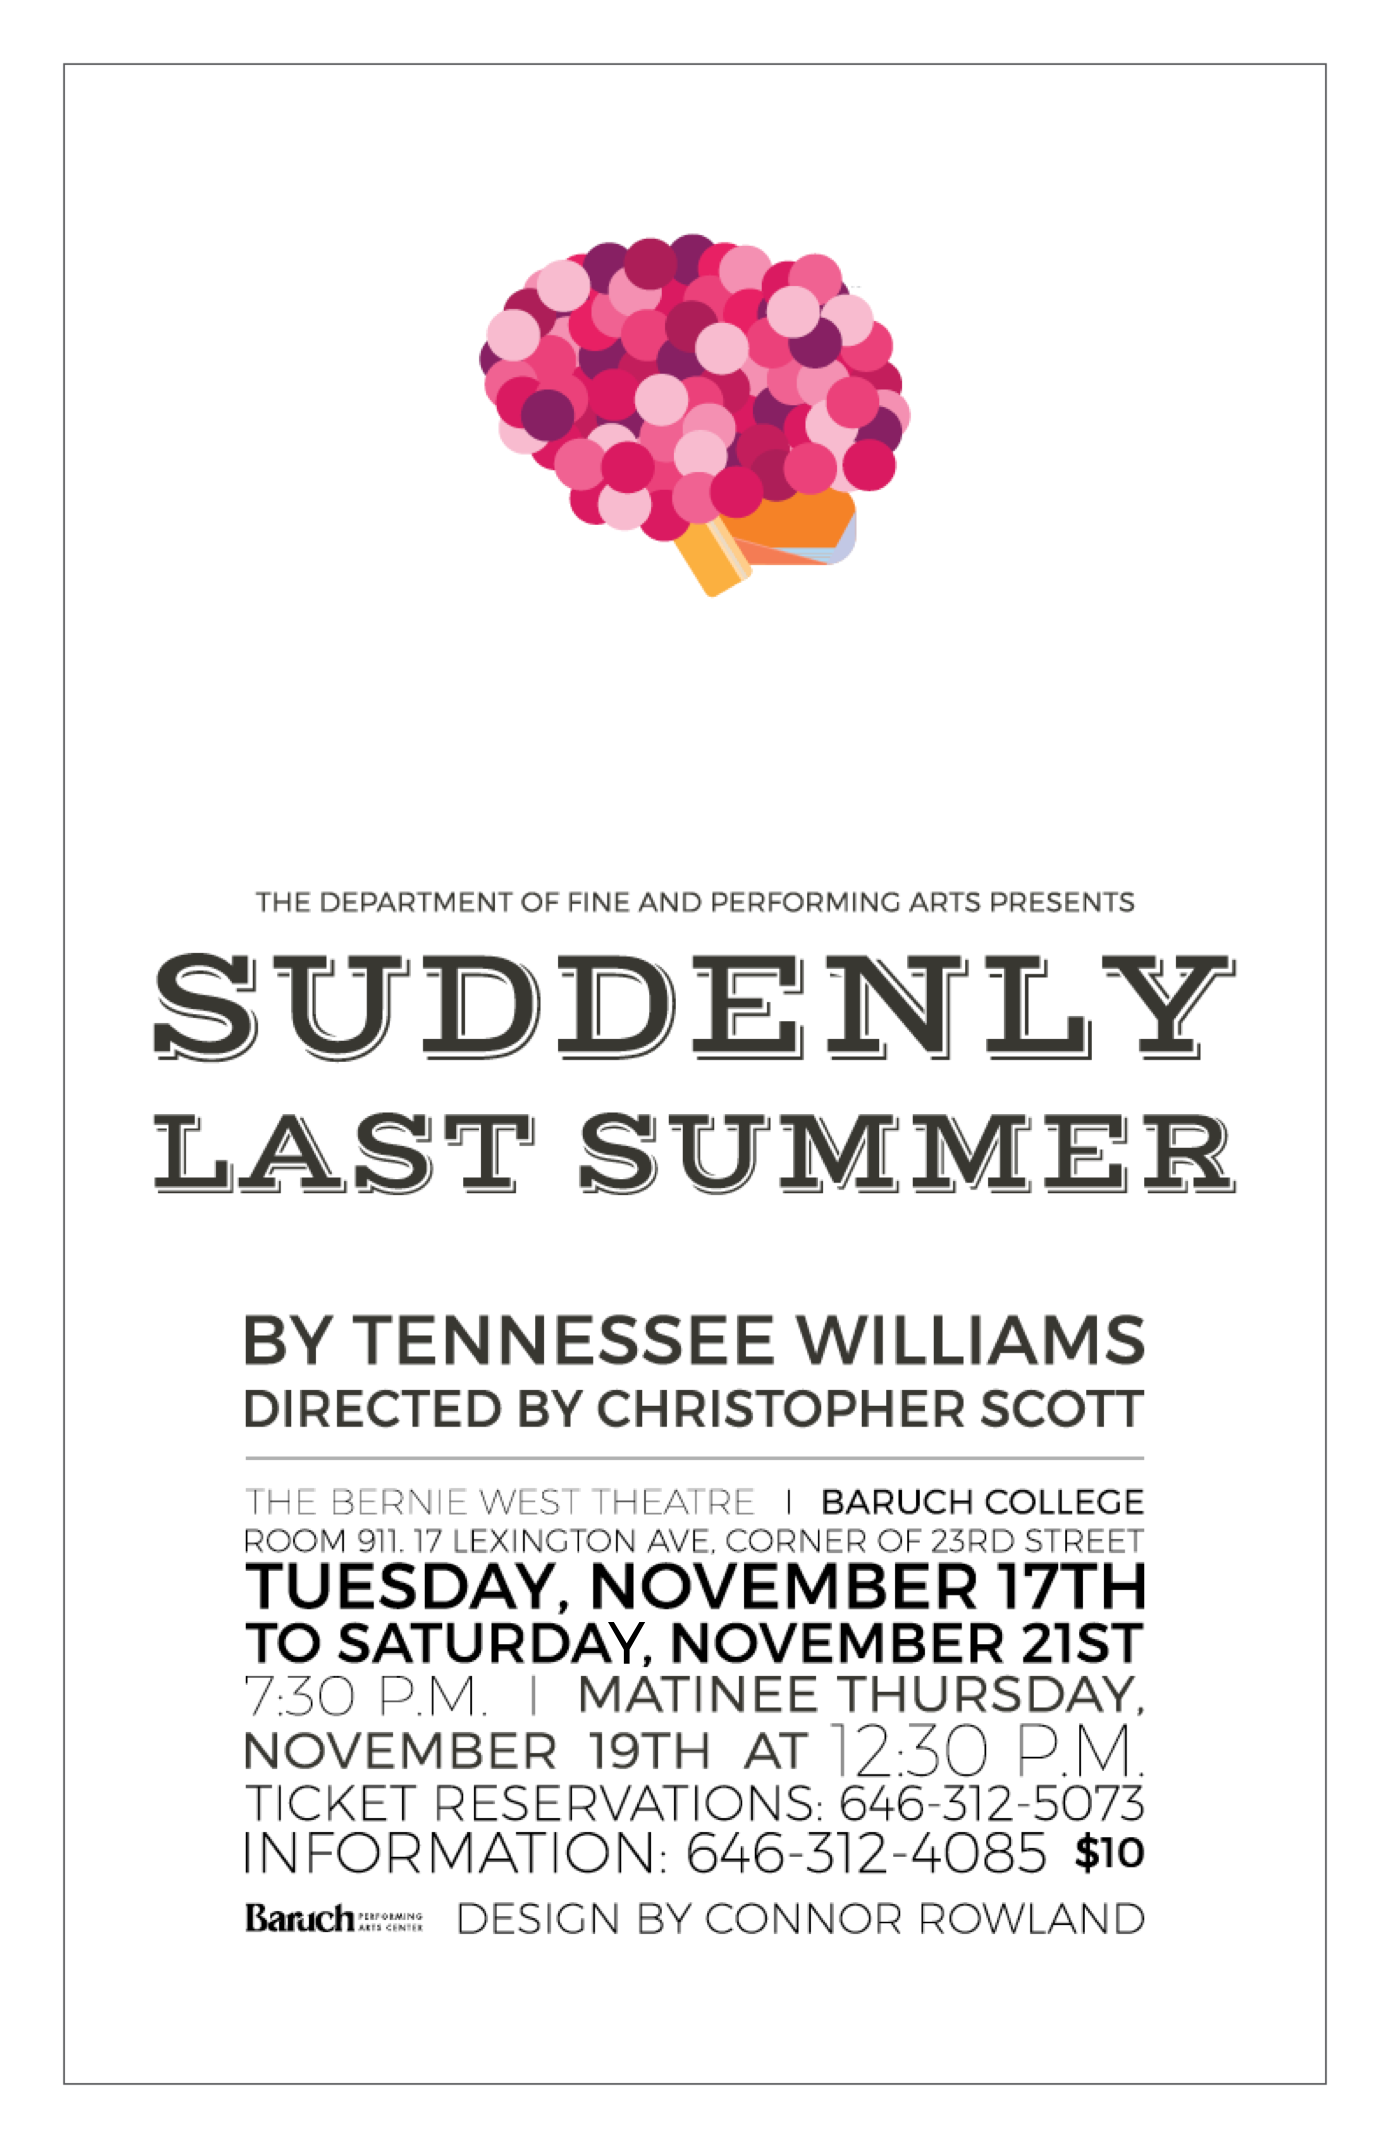 THE DEPARTMENT OF FINE AND PERFORMING ARTS PRESENTS
SUDDENLY
LAST SUMMER
BY TENNESSEE WILLIAMS
DIRECTED BY CHRISTOPHER SCOTT
THE BERNIE WEST THEATRE | BARUCH COLLEGE
ROOM 911. 17 LEXINGTON AVE, CORNER OF 23RD STREET
TUESDAY, NOVEMBER 17TH
TO SATURDAY, NOVEMBER 21ST
7:30 P.M. | MATINEE THURSDAY,
NOVEMBER 19TH AT 12:30 P.M.
TICKET RESERVATIONS: 646-312-5073
INFORMATION: 646-312-4085 $10
Baruch PERFORMING ARTS CENTER DESIGN BY CONNOR ROWLAND